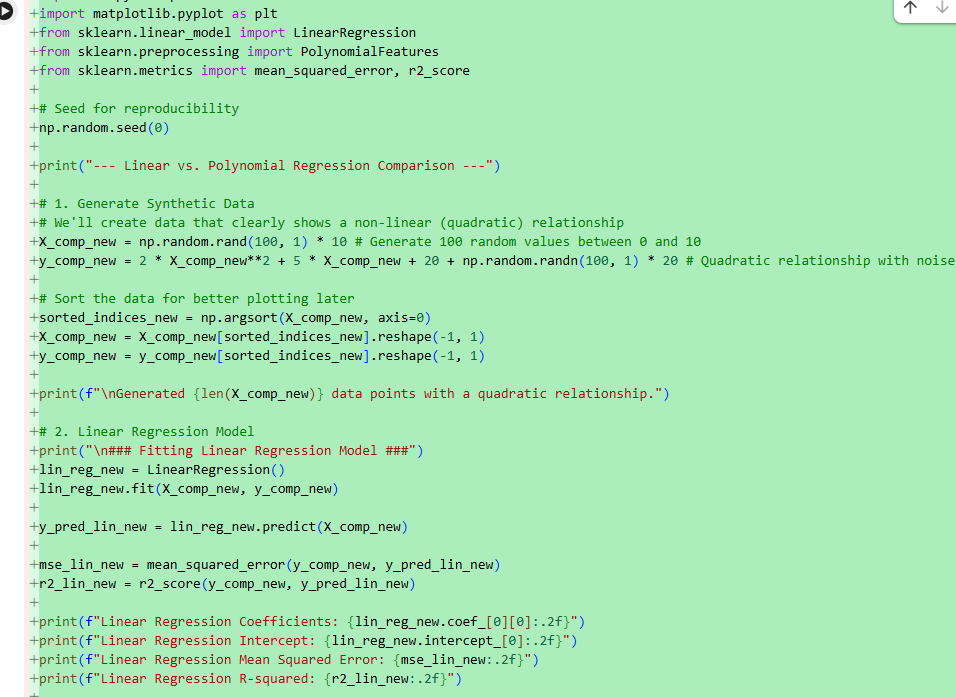 +import matplotlib.pyplot as plt
+from sklearn.linear_model import LinearRegression
+from sklearn.preprocessing import PolynomialFeatures
+from sklearn.metrics import mean_squared_error, r2_score
+
+# Seed for reproducibility
+np.random.seed(0)
+
+print("--- Linear vs. Polynomial Regression Comparison ---")
+
+# 1. Generate Synthetic Data
+# We'll create data that clearly shows a non-linear (quadratic) relationship
+X_comp_new = np.random.rand(100, 1) * 10 # Generate 100 random values between 0 and 10
+y_comp_new = 2 * X_comp_new**2 + 5 * X_comp_new + 20 + np.random.randn(100, 1) * 20 # Quadratic relationship with noise
+
+# Sort the data for better plotting later
+sorted_indices_new = np.argsort(X_comp_new, axis=0)
+X_comp_new = X_comp_new[sorted_indices_new].reshape(-1, 1)
+y_comp_new = y_comp_new[sorted_indices_new].reshape(-1, 1)
+
+print(f"\nGenerated {len(X_comp_new)} data points with a quadratic relationship.")
+
+# 2. Linear Regression Model
+print("\n### Fitting Linear Regression Model ###")
+lin_reg_new = LinearRegression()
+lin_reg_new.fit(X_comp_new, y_comp_new)
+
+y_pred_lin_new = lin_reg_new.predict(X_comp_new)
+
+mse_lin_new = mean_squared_error(y_comp_new, y_pred_lin_new)
+r2_lin_new = r2_score(y_comp_new, y_pred_lin_new)
+
+print(f"Linear Regression Coefficients: {lin_reg_new.coef_[0][0]:.2f}")
+print(f"Linear Regression Intercept: {lin_reg_new.intercept_[0]:.2f}")
+print(f"Linear Regression Mean Squared Error: {mse_lin_new:.2f}")
+print(f"Linear Regression R-squared: {r2_lin_new:.2f}")